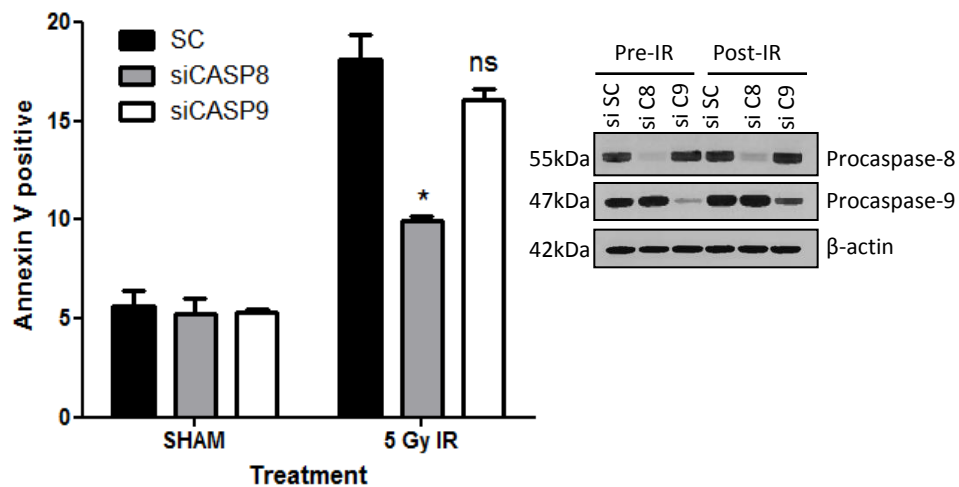 Annexin V positive
20
15
10
5
0
SC
siCASP8
siCASP9
*
ns
SHAM
5 Gy IR
Treatment
Pre-IR Post-IR
si SC
si C8
si C9
si SC
si C8
si C9
55kDa Procaspase-8
47kDa Procaspase-9
42kDa β-actin